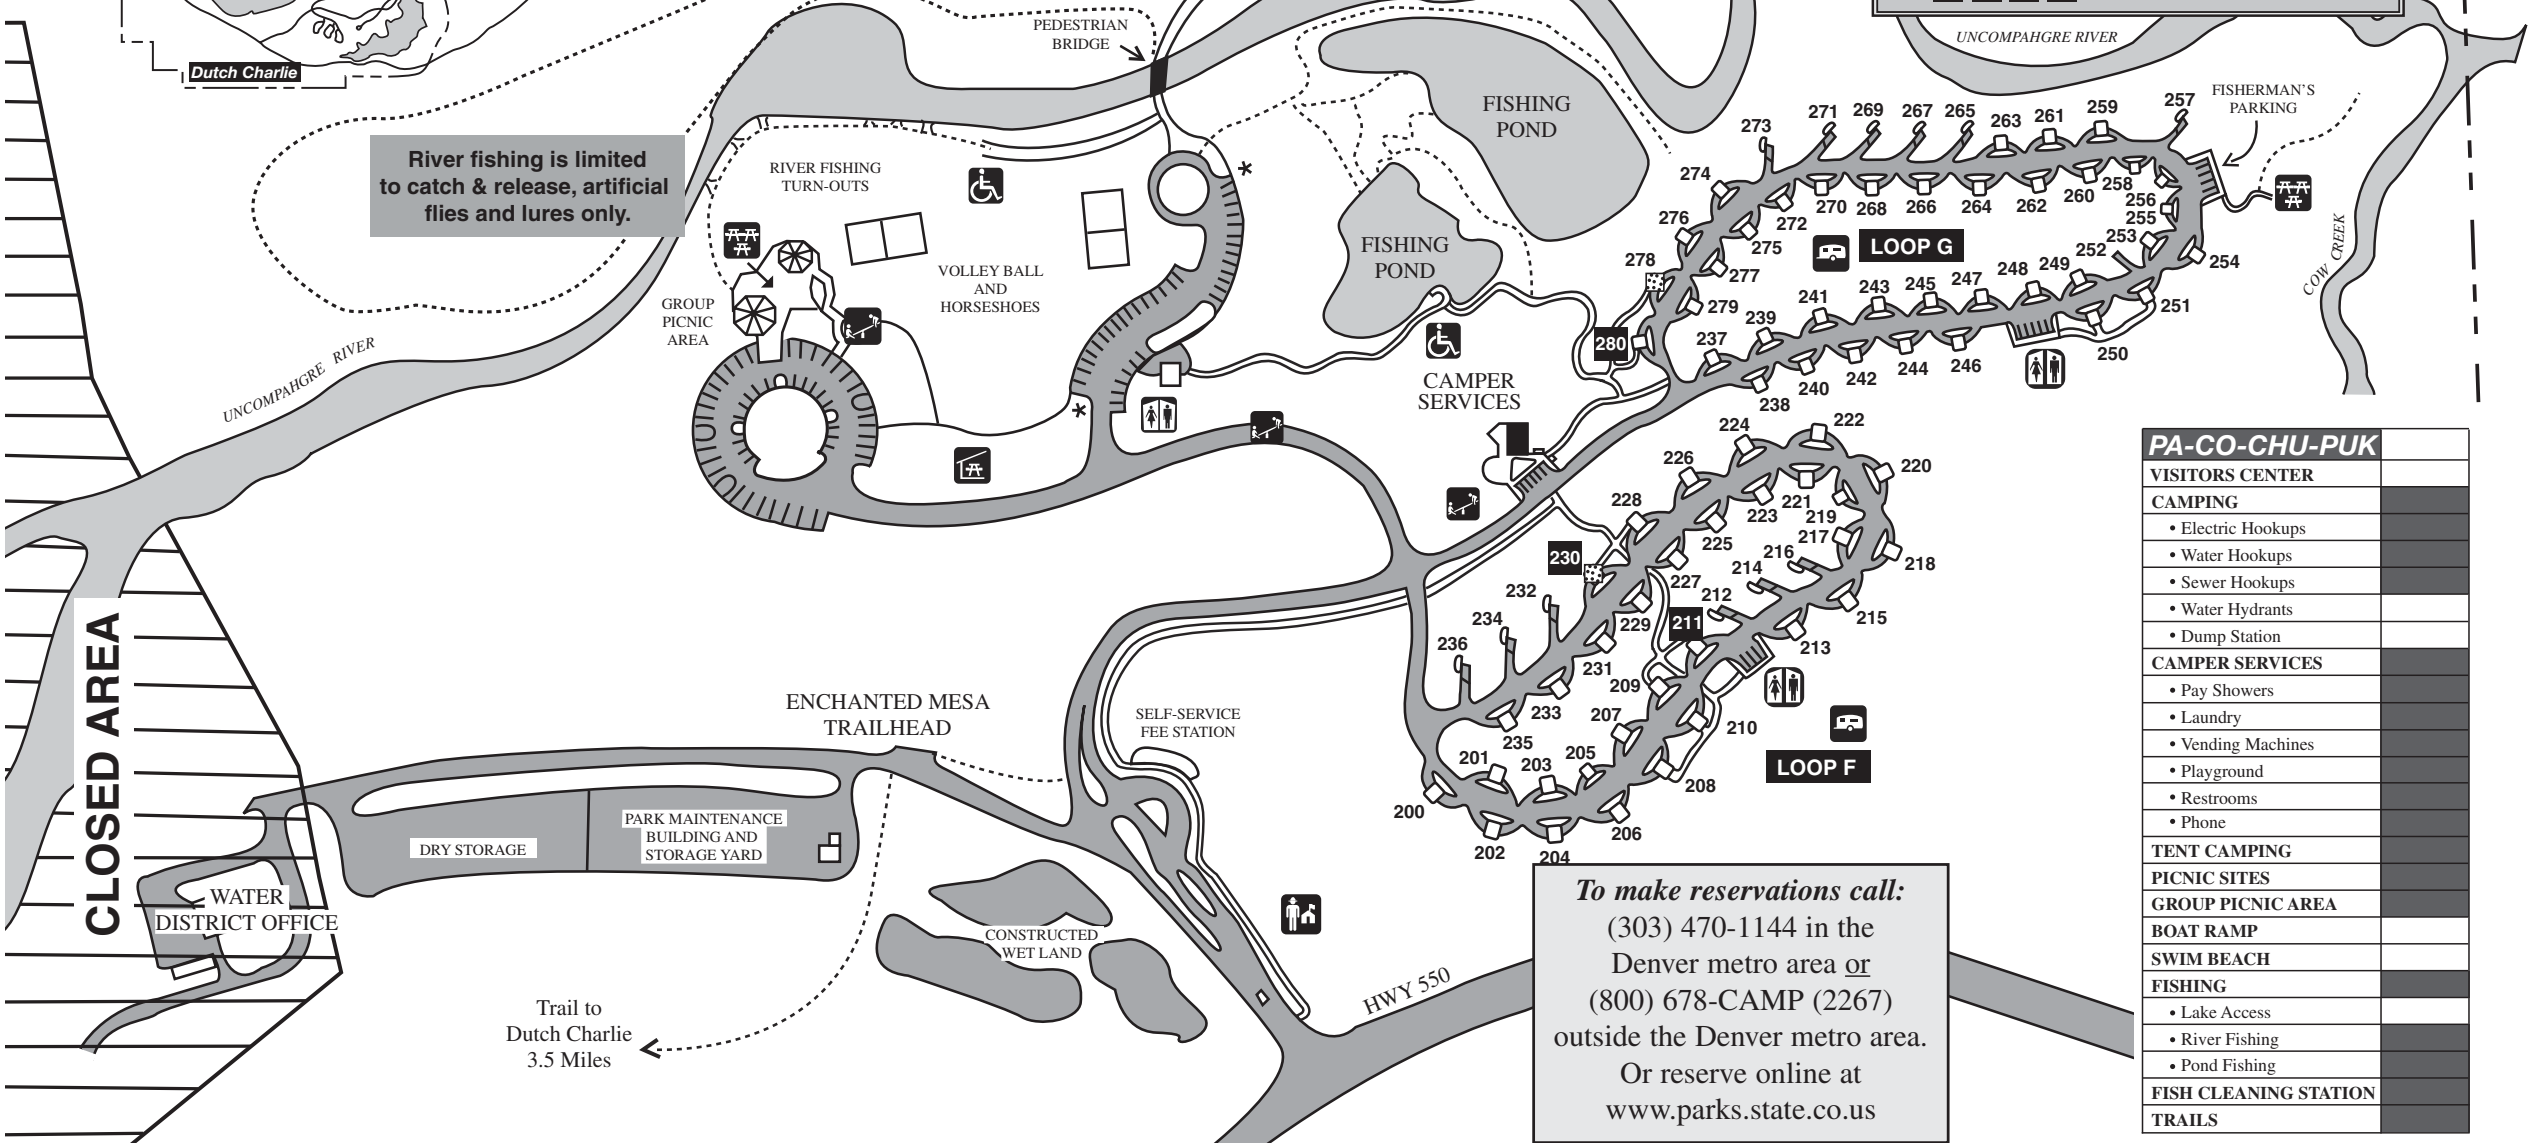 Dutch Charlie
PEDESTRIAN
BRIDGE
UNCOMPAHGRE RIVER
FISHERMAN'S
PARKING
River fishing is limited
to catch & release, artificial
flies and lures only.
RIVER FISHING
TURN-OUTS
FISHING
POND
FISHING
POND
*
*
VOLLEY BALL
AND
HORSESHOES
GROUP
PICNIC
AREA
UNCOMPAHGRE RIVER
COW CREEK
CAMPER
SERVICES
LOOP G
257
259
261
263
265
267
269
271
273
274
276
278
280
270
268
266
264
262
260
258
256
255
253
252
254
251
250
249
248
247
245
243
241
239
237
272
275
277
279
238
240
242
244
246
222
224
226
228
230
220
221
223
219
217
225
218
216
214
227
212
211
215
213
232
234
236
229
231
209
233
207
210
235
201
203
205
208
200
206
202
204
LOOP F
CLOSED AREA
ENCHANTED MESA
TRAILHEAD
SELF-SERVICE
FEE STATION
DRY STORAGE
PARK MAINTENANCE
BUILDING AND
STORAGE YARD
WATER
DISTRICT OFFICE
CONSTRUCTED
WET LAND
Trail to
Dutch Charlie
3.5 Miles
HWY 550
To make reservations call:
(303) 470-1144 in the
Denver metro area or
(800) 678-CAMP (2267)
outside the Denver metro area.
Or reserve online at
www.parks.state.co.us
PA-CO-CHU-PUK
VISITORS CENTER
CAMPING
• Electric Hookups
• Water Hookups
• Sewer Hookups
• Water Hydrants
• Dump Station
CAMPER SERVICES
• Pay Showers
• Laundry
• Vending Machines
• Playground
• Restrooms
• Phone
TENT CAMPING
PICNIC SITES
GROUP PICNIC AREA
BOAT RAMP
SWIM BEACH
FISHING
• Lake Access
• River Fishing
• Pond Fishing
FISH CLEANING STATION
TRAILS